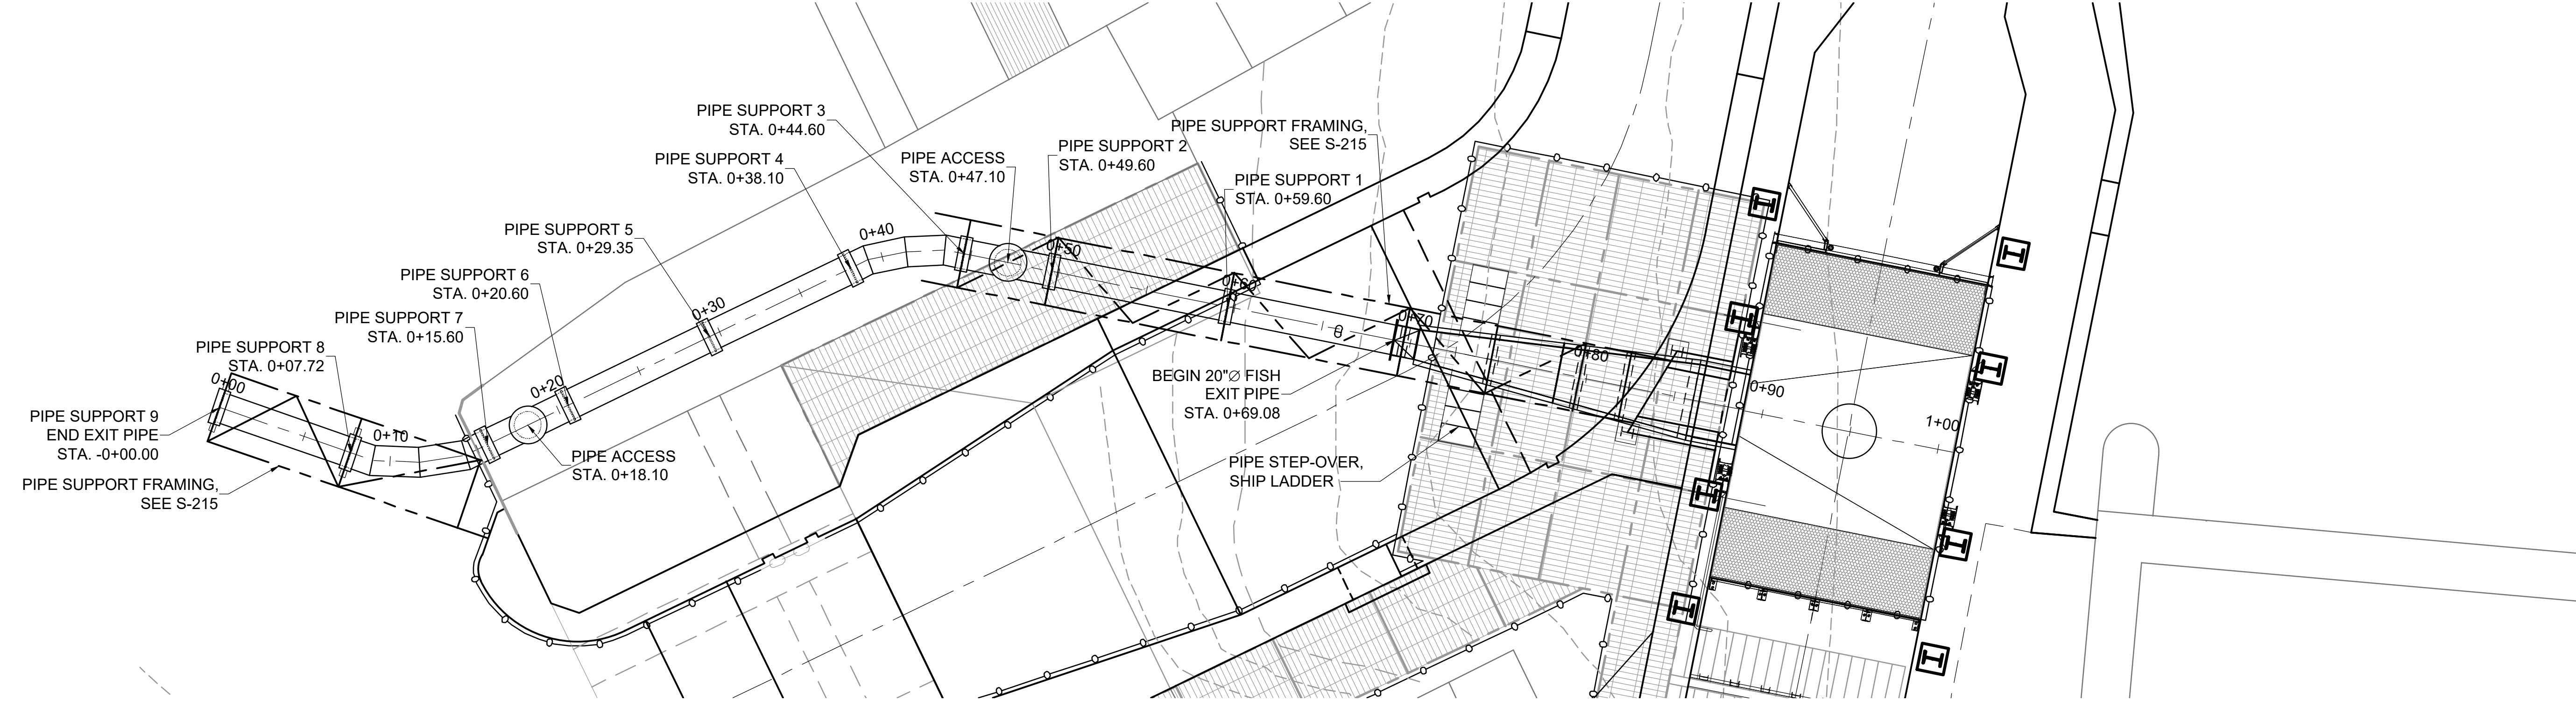 PIPE SUPPORT 3
STA. 0+44.60
PIPE SUPPORT 4
STA. 0+38.10
PIPE ACCESS
STA. 0+47.10
PIPE SUPPORT 2
STA. 0+49.60
PIPE SUPPORT FRAMING,
SEE S-215
PIPE SUPPORT 1
STA. 0+59.60
PIPE SUPPORT 5
STA. 0+29.35
PIPE SUPPORT 6
STA. 0+20.60
PIPE SUPPORT 7
STA. 0+15.60
PIPE SUPPORT 8
STA. 0+07.72
PIPE SUPPORT 9
END EXIT PIPE
STA. -0+00.00
PIPE SUPPORT FRAMING,
SEE S-215
PIPE ACCESS
STA. 0+18.10
BEGIN 20"Ø FISH
EXIT PIPE
STA. 0+69.08
PIPE STEP-OVER,
SHIP LADDER
0+00
0+10
0+20
0+30
0+40
0+50
0+60
0+70
0+80
0+90
1+00